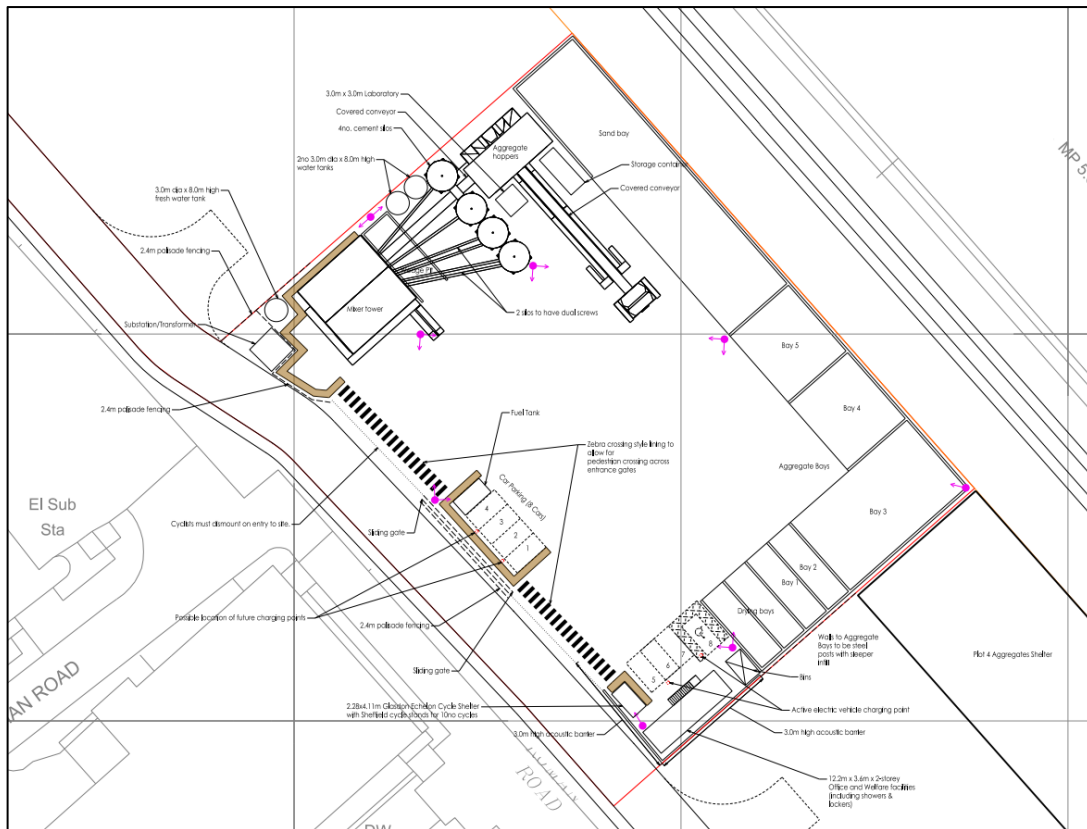 3.0m x 3.0m Laboratory
Covered conveyor
4no. cement silos
2no 3.0m dia x 8.0m high
water tanks
3.0m dia x 8.0m high
fresh water tank
2.4m palisade fencing
Substation/Transformer
2.4m palisade fencing
Aggregate
hoppers
Sand bay
Storage container
Covered conveyor
MP 5.
Mixer tower
2 silos to have dual screws
Bay 5
Bay 4
Aggregate Bays
Bay 3
Fuel Tank
Zebra crossing style lining to
allow for
pedestrian crossing across
entrance gates
Car Parking (8 Cars)
4
3
2
1
El Sub
Sta
Cyclists must dismount on entry to site.
Sliding gate
Possible location of future charging points
2.4m palisade fencing
Sliding gate
Bay 2
Bay 1
Drying bays
8
7
6
5
Walls to Aggregate
Bays to be steel
posts with sleeper
infill
Bins
Plot 4 Aggregates Shelter
Active electric vehicle charging point
3.0m high acoustic barrier
2.28x4.11m Glasdon Echelon Cycle Shelter
with Sheffield cycle stands for 10no cycles
3.0m high acoustic barrier
12.2m x 3.6m x 2-storey
Office and Welfare facilities
(including showers &
lockers)
AN ROAD
ROAD
DW